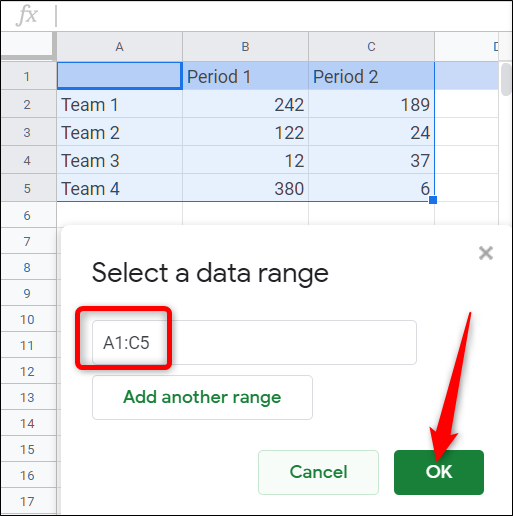 fx
A B C D
1 Period 1 Period 2
2 Team 1 242 189
3 Team 2 122 24
4 Team 3 12 37
5 Team 4 380 6
6
7
8
Select a data range
9
10
A1:C5
11
12
Add another range
13
14
15
Cancel OK
16
17